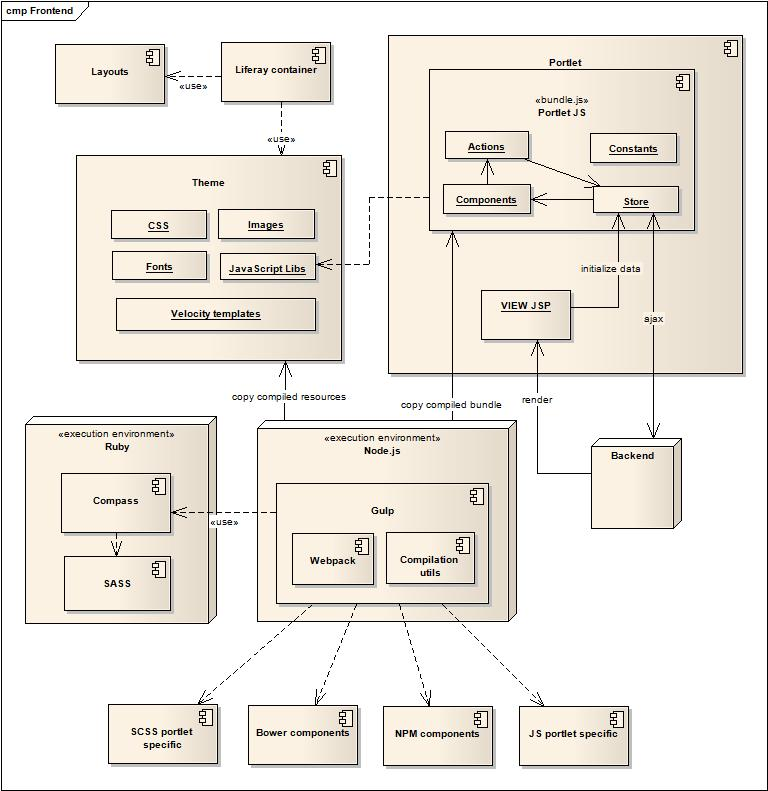 cmp Frontend
Layouts
Liferay container
«use»
«use»
Portlet
«bundle.js»
Portlet JS
Actions
Constants
Components
Store
Theme
CSS
Images
Fonts
JavaScript Libs
Velocity templates
initialize data
VIEW JSP
ajax
copy compiled resources
copy compiled bundle
render
«execution environment»
Ruby
Compass
SASS
«use»
«execution environment»
Node.js
Gulp
Webpack
Compilation
utils
Backend
SCSS portlet
specific
Bower components
NPM components
JS portlet specific